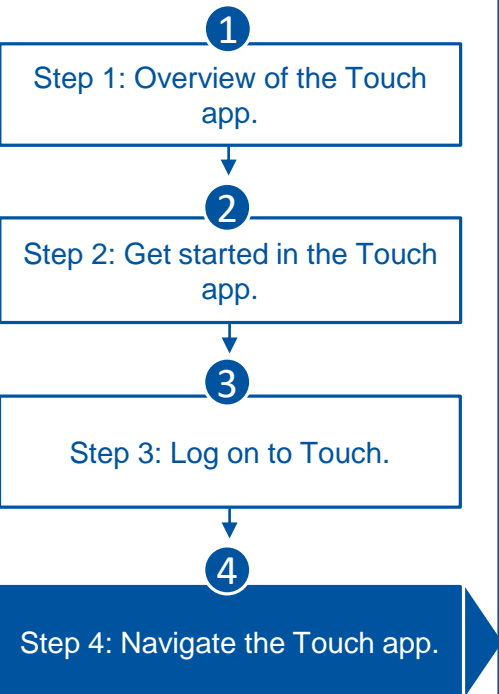 1
Step 1: Overview of the Touch
app.
2
Step 2: Get started in the Touch
app.
3
Step 3: Log on to Touch.
4
Step 4: Navigate the Touch app.